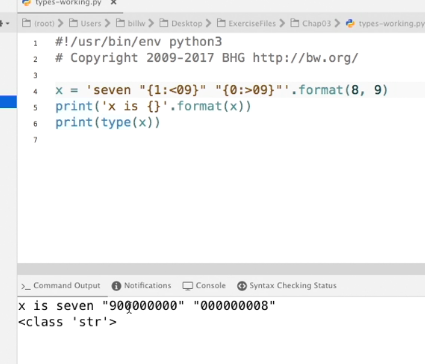 types-working.py ×
(root) > Users > billw > Desktop > ExerciseFiles > Chap03 > types-working.py
1 #!/usr/bin/env python3
2 # Copyright 2009-2017 BHG http://bw.org/
3
4 x = 'seven "{1:<09}" "{0:>09}"'.format(8, 9)
5 print('x is {}'.format(x))
6 print(type(x))
7
Command Output Notifications Console Syntax Checking Status
x is seven "900000000" "000000008"
<class 'str'>